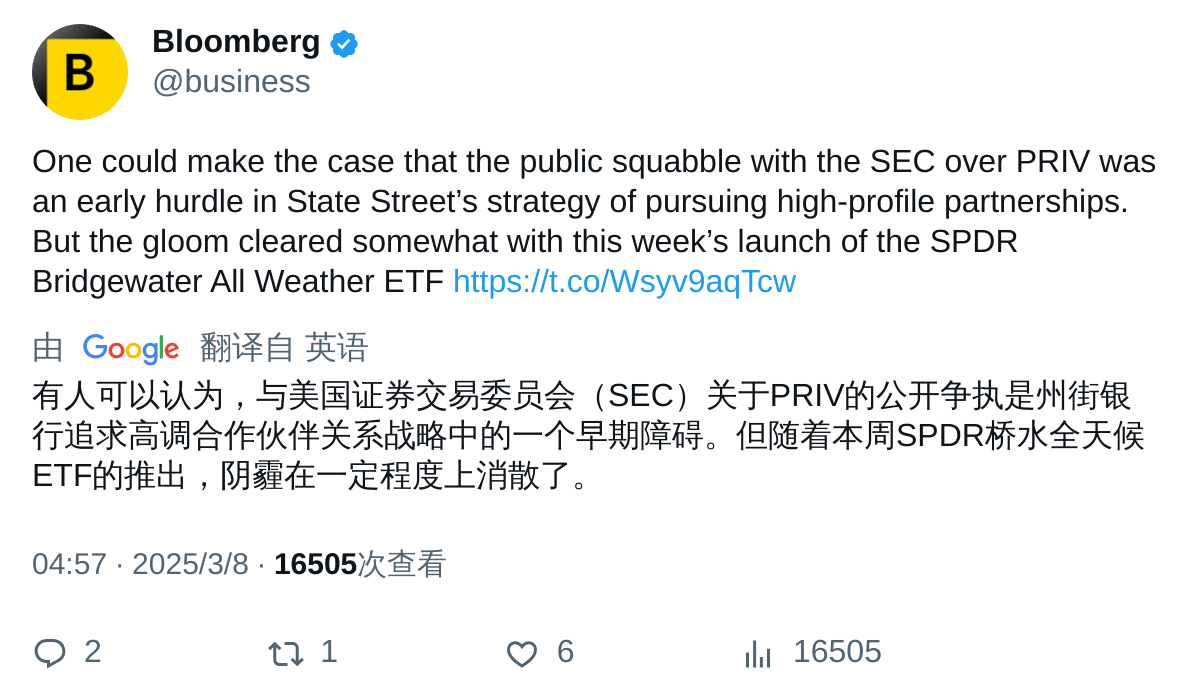 B
Bloomberg
@business
One could make the case that the public squabble with the SEC over PRIV was
an early hurdle in State Street’s strategy of pursuing high-profile partnerships.
But the gloom cleared somewhat with this week’s launch of the SPDR
Bridgewater All Weather ETF https://t.co/Wsyv9aqTcw
由 Google 翻译自 英语
有人可以认为，与美国证券交易委员会（SEC）关于PRIV的公开争执是州街银
行追求高调合作伙伴关系战略中的一个早期障碍。但随着本周SPDR桥水全天候
ETF的推出，阴霾在一定程度上消散了。
04:57 · 2025/3/8 · 16505次查看
2 1 6 16505